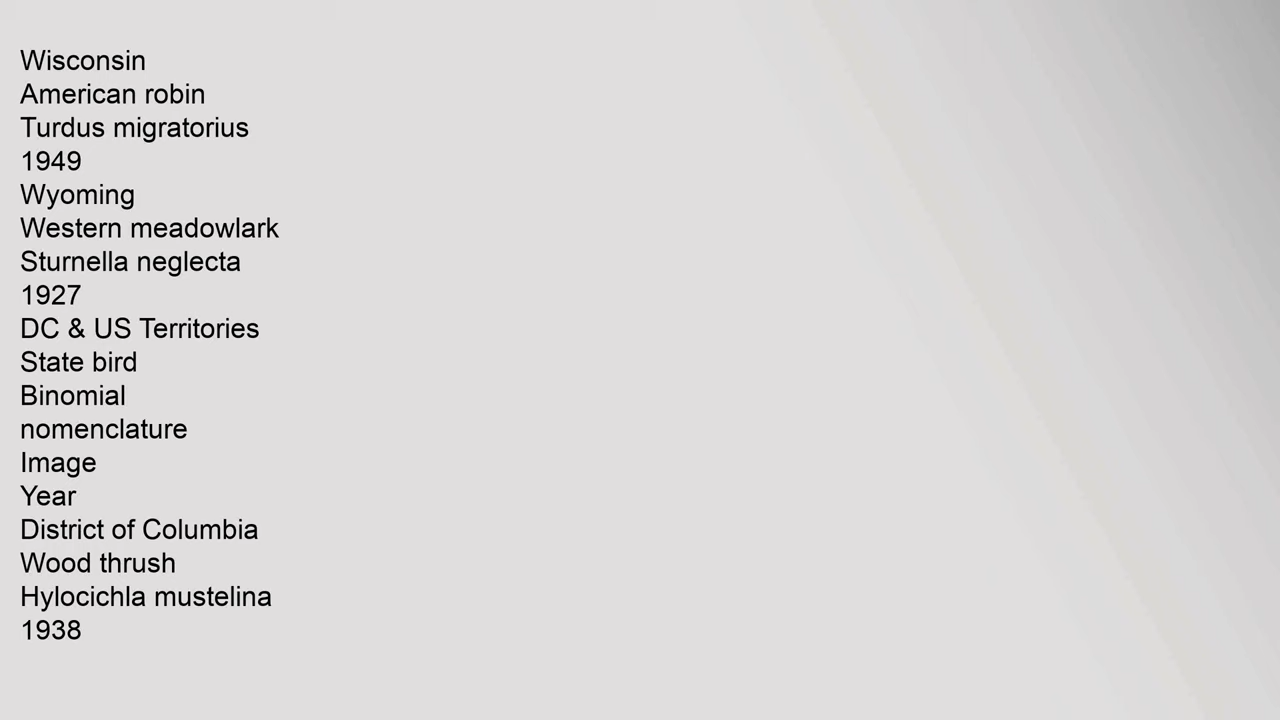 Wisconsin
American robin
Turdus migratorius
1949
Wyoming
Western meadowlark
Sturnella neglecta
1927
DC & US Territories
State bird
Binomial
nomenclature
Image
Year
District of Columbia
Wood thrush
Hylocichla mustelina
1938